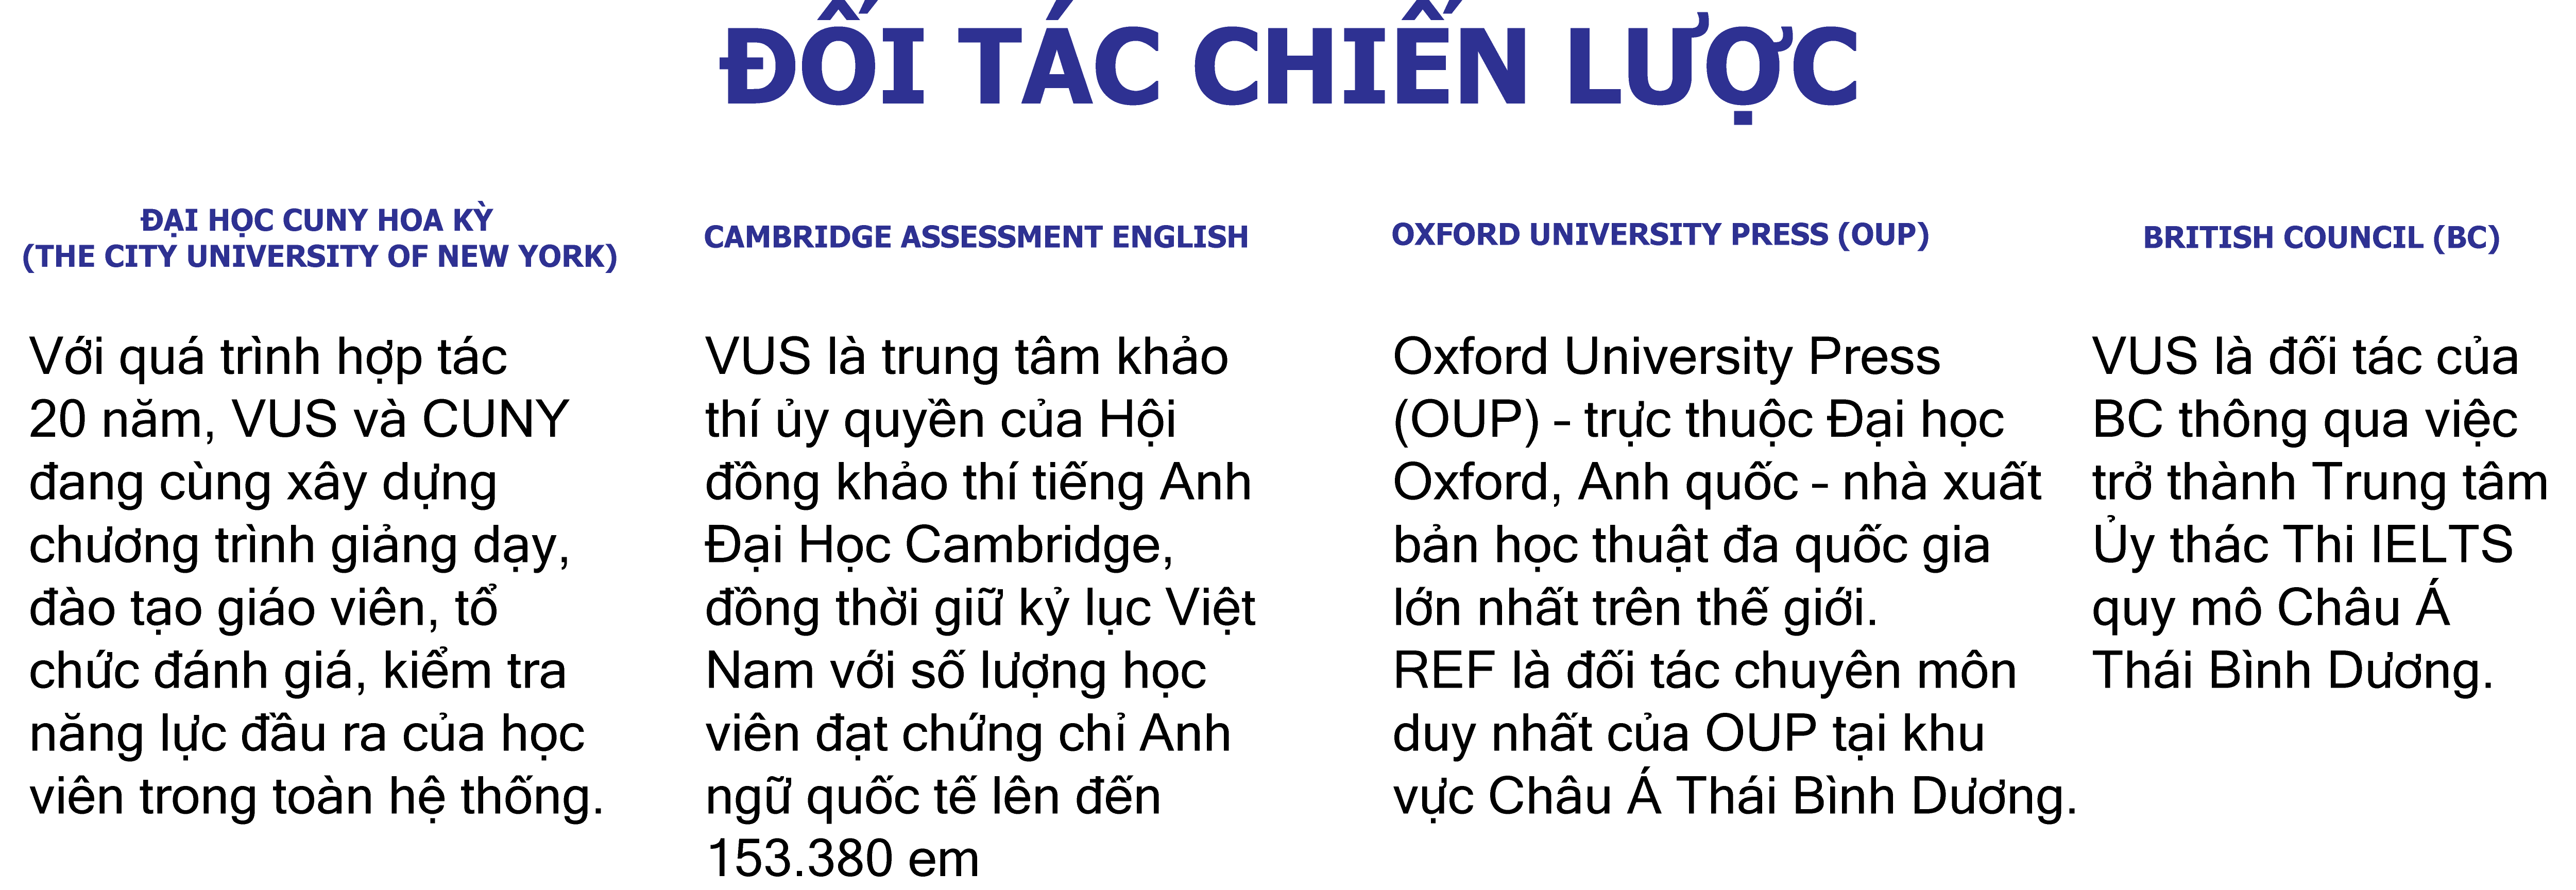 ĐỐI TÁC CHIẾN LƯỢC
ĐẠI HỌC CUNY HOA KỲ
(THE CITY UNIVERSITY OF NEW YORK)
Với quá trình hợp tác
20 năm, VUS và CUNY
đang cùng xây dựng
chương trình giảng dạy,
đào tạo giáo viên, tổ
chức đánh giá, kiểm tra
năng lực đầu ra của học
viên trong toàn hệ thống.
CAMBRIDGE ASSESSMENT ENGLISH
VUS là trung tâm khảo
thí ủy quyền của Hội
đồng khảo thí tiếng Anh
Đại Học Cambridge,
đồng thời giữ kỷ lục Việt
Nam với số lượng học
viên đạt chứng chỉ Anh
ngữ quốc tế lên đến
153.380 em
OXFORD UNIVERSITY PRESS (OUP)
Oxford University Press
(OUP) – trực thuộc Đại học
Oxford, Anh quốc – nhà xuất
bản học thuật đa quốc gia
lớn nhất trên thế giới.
REF là đối tác chuyên môn
duy nhất của OUP tại khu
vực Châu Á Thái Bình Dương.
BRITISH COUNCIL (BC)
VUS là đối tác của
BC thông qua việc
trở thành Trung tâm
Ủy thác Thi IELTS
quy mô Châu Á
Thái Bình Dương.